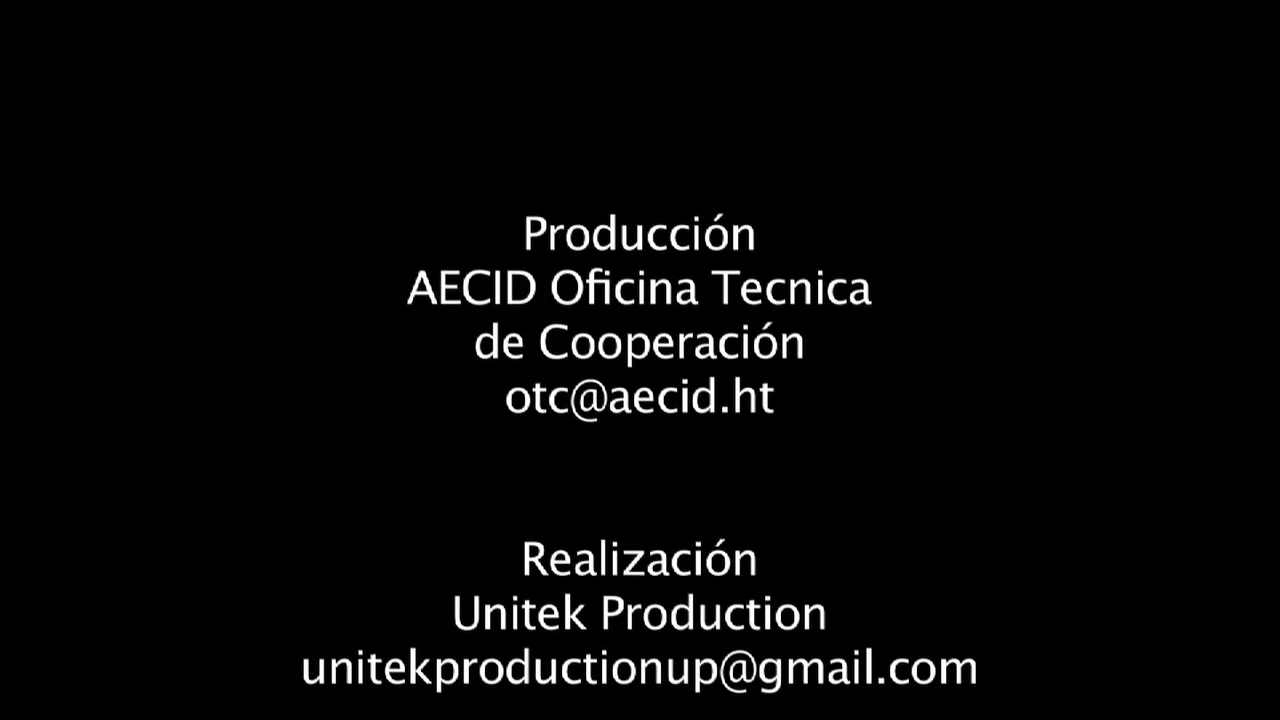 Producción
AECID Oficina Tecnica
de Cooperación
otc@aecid.ht
Realización
Unitek Production
unitekproductionup@gmail.com